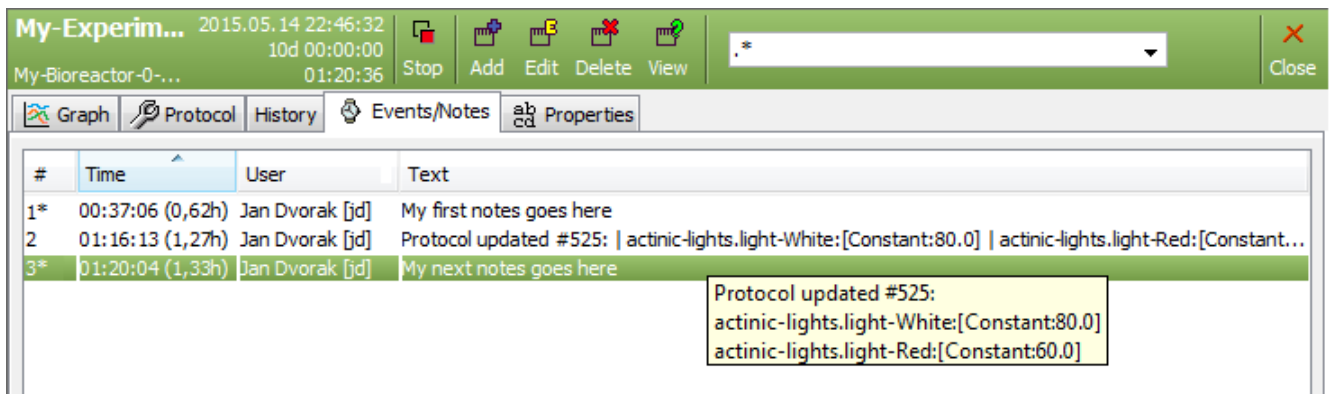 My-Experim... 2015.05.14 22:46:32
10d 00:00:00
My-Bioreactor-0-... 01:20:36
Stop Add Edit Delete View .* Close
Graph Protocol History Events/Notes ab cd Properties
# Time User Text
1* 00:37:06 (0,62h) Jan Dvorak [jd] My first notes goes here
2 01:16:13 (1,27h) Jan Dvorak [jd] Protocol updated #525: | actinic-lights.light-White:[Constant:80.0] | actinic-lights.light-Red:[Constant...
3* 01:20:04 (1,33h) Jan Dvorak [jd] My next notes goes here
Protocol updated #525:
actinic-lights.light-White:[Constant:80.0]
actinic-lights.light-Red:[Constant:60.0]